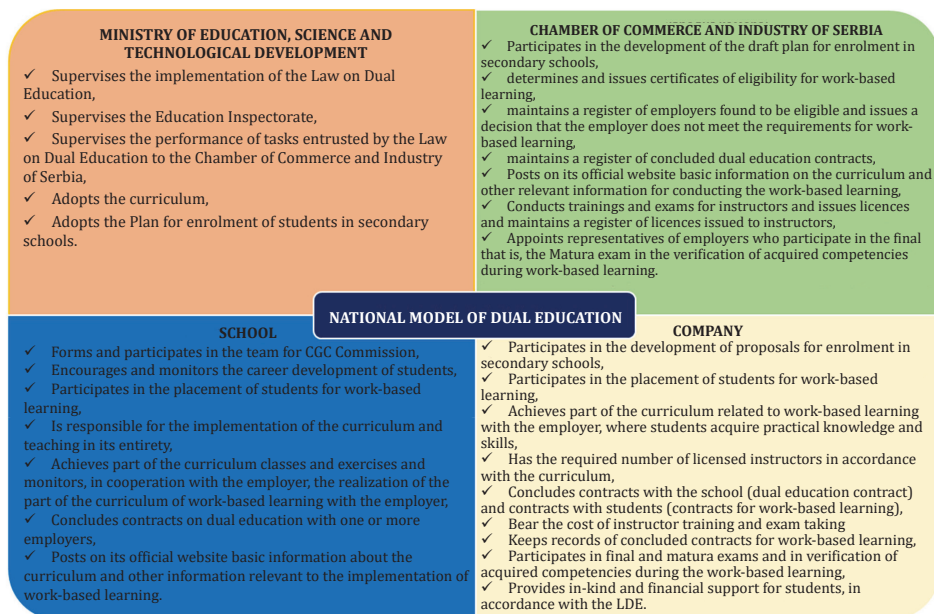 MINISTRY OF EDUCATION, SCIENCE AND
TECHNOLOGICAL DEVELOPMENT
✓ Supervises the implementation of the Law on Dual
Education,
✓ Supervises the Education Inspectorate,
✓ Supervises the performance of tasks entrusted by the Law
on Dual Education to the Chamber of Commerce and Industry
of Serbia,
✓ Adopts the curriculum,
✓ Adopts the Plan for enrolment of students in secondary
schools.
CHAMBER OF COMMERCE AND INDUSTRY OF SERBIA
✓ Participates in the development of the draft plan for enrolment in
secondary schools,
✓ determines and issues certificates of eligibility for work-based
learning,
✓ maintains a register of employers found to be eligible and issues a
decision that the employer does not meet the requirements for work-
based learning,
✓ maintains a register of concluded dual education contracts,
✓ Posts on its official website basic information on the curriculum and
other relevant information for conducting the work-based learning,
✓ Conducts trainings and exams for instructors and issues licences
and maintains a register of licences issued to instructors,
✓ Appoints representatives of employers who participate in the final
that is, the Matura exam in the verification of acquired competencies
during work-based learning.
NATIONAL MODEL OF DUAL EDUCATION
SCHOOL
✓ Forms and participates in the team for CGC Commission,
✓ Encourages and monitors the career development of students,
✓ Participates in the placement of students for work-based
learning,
✓ Is responsible for the implementation of the curriculum and
teaching in its entirety,
✓ Achieves part of the curriculum classes and exercises and
monitors, in cooperation with the employer, the realization of
the part of the curriculum of work-based learning with the employer,
✓ Concludes contracts on dual education with one or more
employers,
✓ Posts on its official website basic information about the
curriculum and other information relevant to the implementation of
work-based learning.
COMPANY
✓ Participates in the development of proposals for enrolment in
secondary schools,
✓ Participates in the placement of students for work-based
learning,
✓ Achieves part of the curriculum related to work-based learning
with the employer, where students acquire practical knowledge and
skills,
✓ Has the required number of licensed instructors in accordance
with the curriculum,
✓ Concludes contracts with the school (dual education contract)
and contracts with students (contracts for work-based learning),
✓ Bear the cost of instructor training and exam taking
✓ Keeps records of concluded contracts for work-based learning,
✓ Participates in final and matura exams and in verification of
acquired competencies during the work-based learning,
✓ Provides in-kind and financial support for students, in
accordance with the LDE.